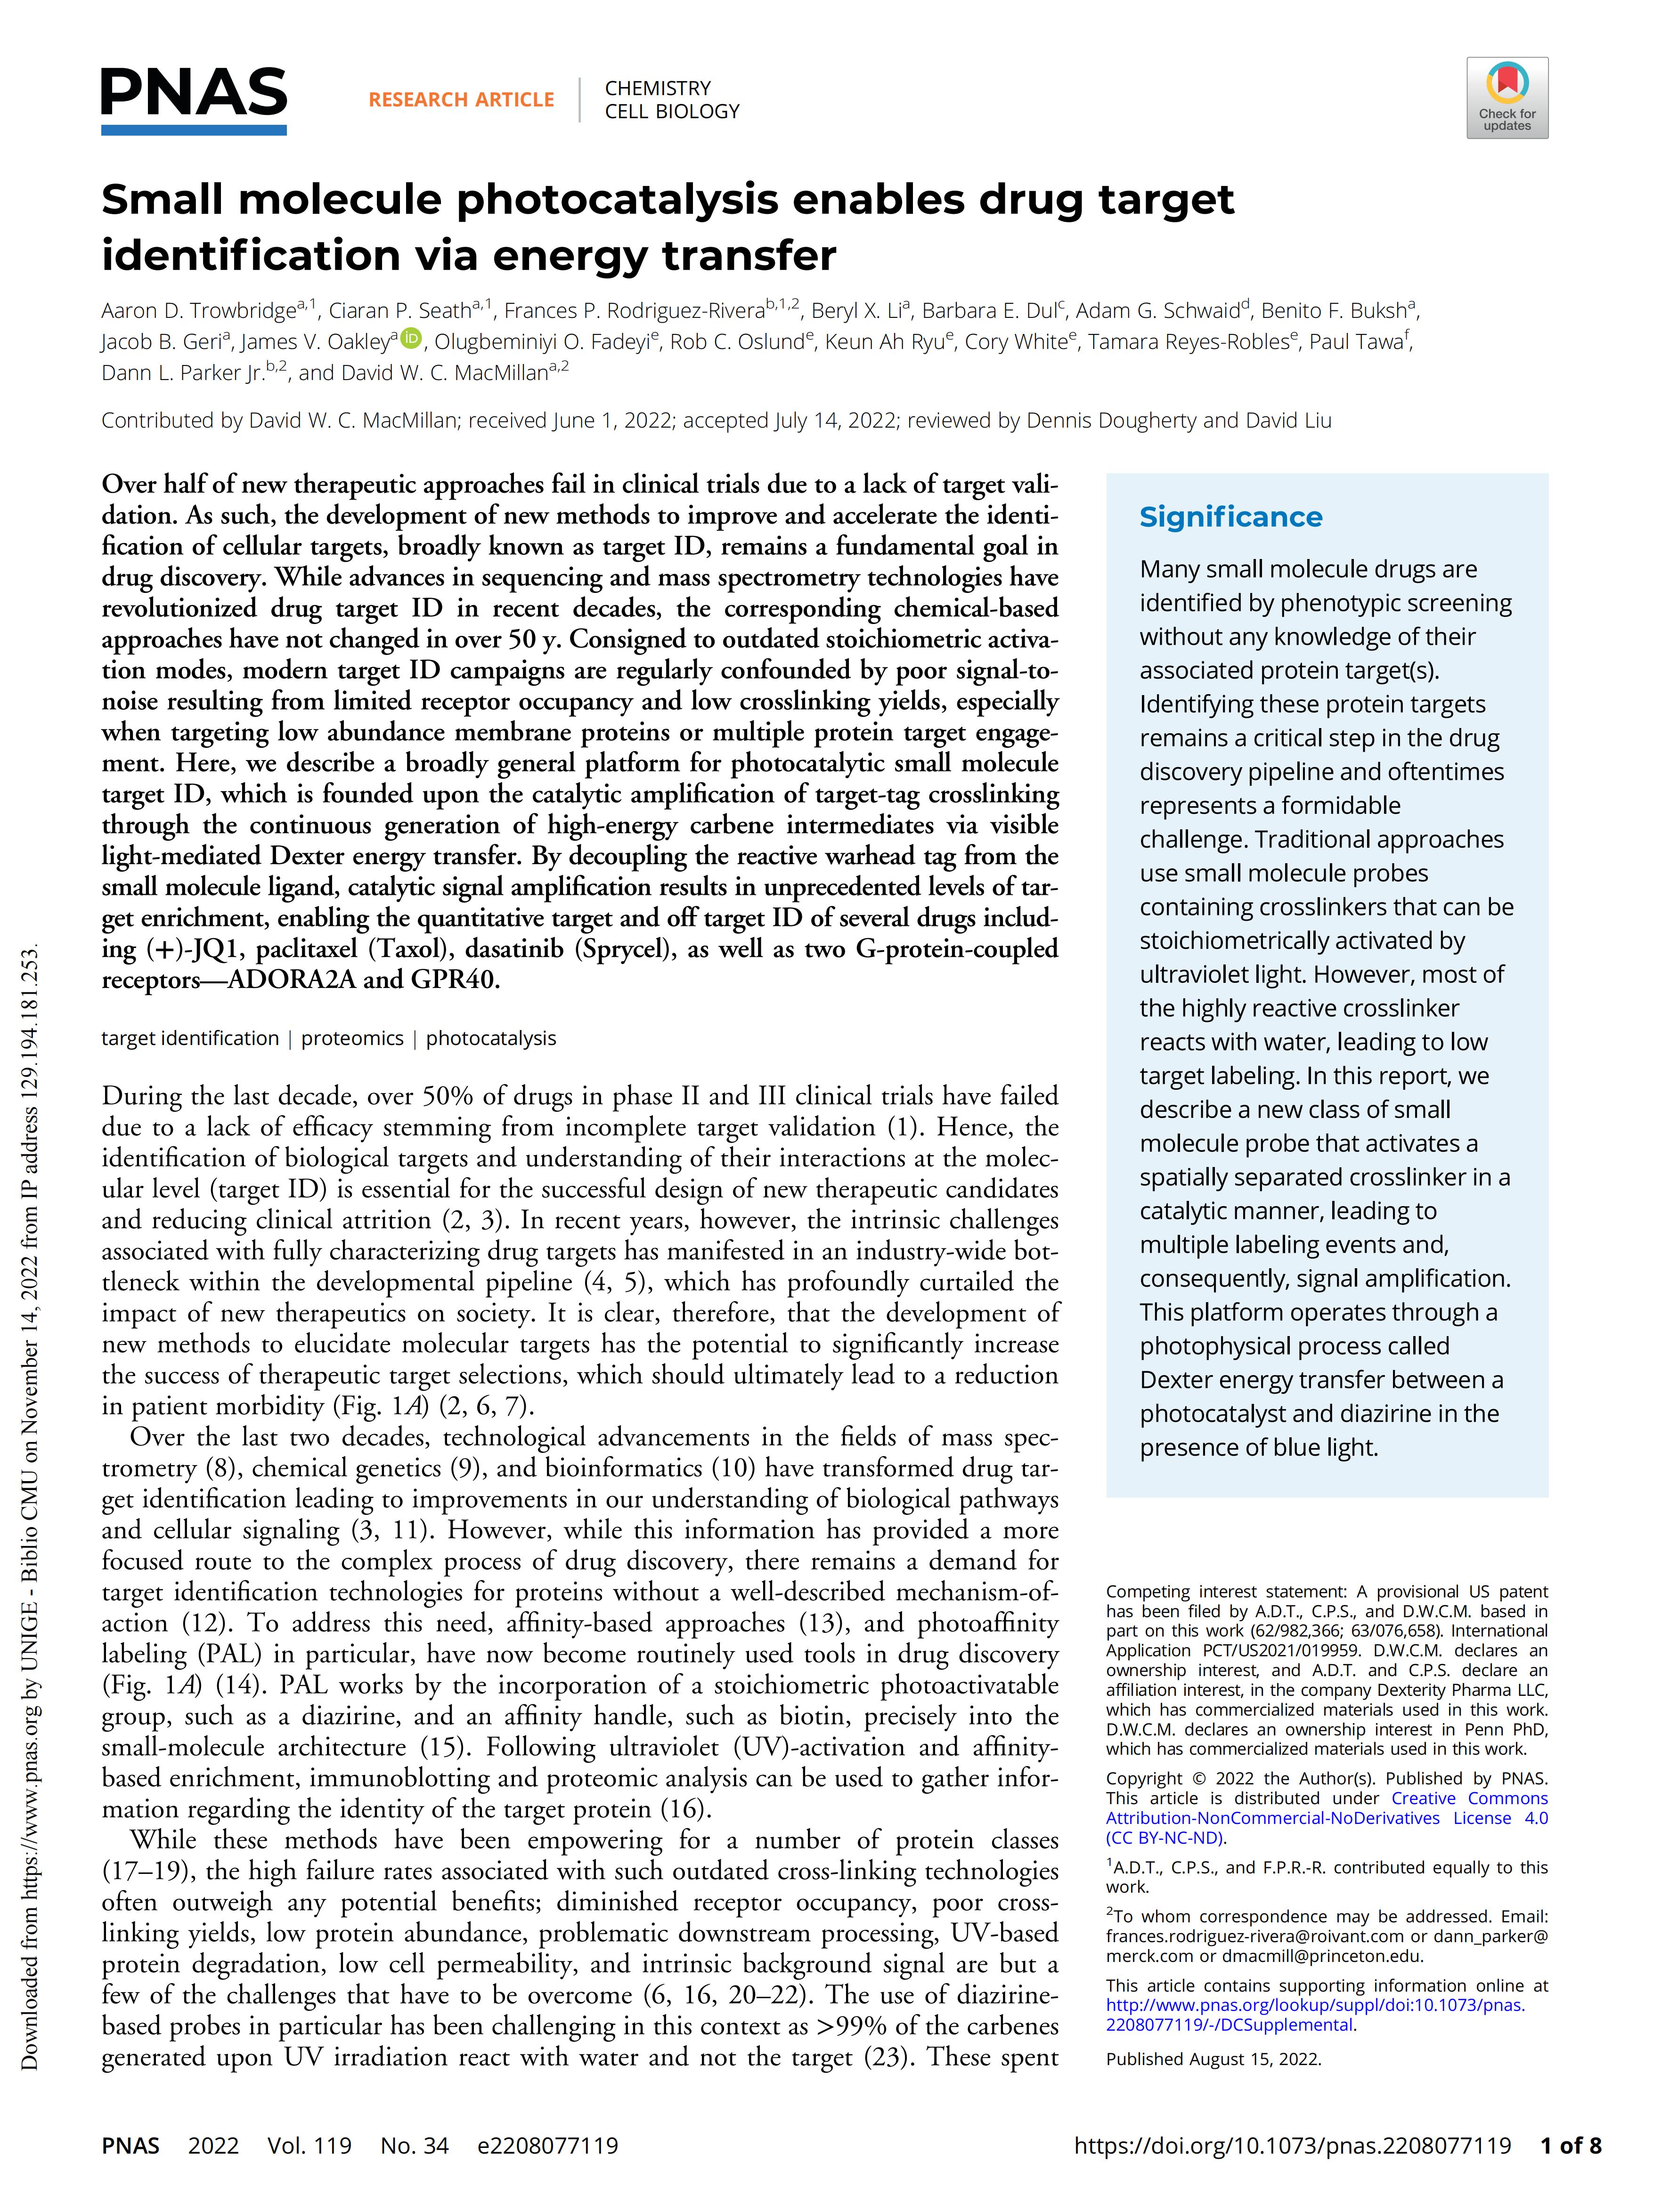 PNAS
RESEARCH ARTICLE
CHEMISTRY
CELL BIOLOGY
Check for
updates
Small molecule photocatalysis enables drug target
identification via energy transfer
Aaron D. Trowbridgea,1, Ciaran P. Seatha,1, Frances P. Rodriguez-Riverab,1,2, Beryl X. Lia, Barbara E. Dulc, Adam G. Schwaidd, Benito F. Buksha,
Jacob B. Geria, James V. Oakleya iD, Olugbeminiyi O. Fadeyie, Rob C. Oslunde, Keun Ah Ryue, Cory Whitee, Tamara Reyes-Roblese, Paul Tawaf,
Dann L. Parker Jr.b,2, and David W. C. MacMillana,2
Contributed by David W. C. MacMillan; received June 1, 2022; accepted July 14, 2022; reviewed by Dennis Dougherty and David Liu
Over half of new therapeutic approaches fail in clinical trials due to a lack of target vali-
dation. As such, the development of new methods to improve and accelerate the identi-
fication of cellular targets, broadly known as target ID, remains a fundamental goal in
drug discovery. While advances in sequencing and mass spectrometry technologies have
revolutionized drug target ID in recent decades, the corresponding chemical-based
approaches have not changed in over 50 y. Consigned to outdated stoichiometric activa-
tion modes, modern target ID campaigns are regularly confounded by poor signal-to-
noise resulting from limited receptor occupancy and low crosslinking yields, especially
when targeting low abundance membrane proteins or multiple protein target engage-
ment. Here, we describe a broadly general platform for photocatalytic small molecule
target ID, which is founded upon the catalytic amplification of target-tag crosslinking
through the continuous generation of high-energy carbene intermediates via visible
light-mediated Dexter energy transfer. By decoupling the reactive warhead tag from the
small molecule ligand, catalytic signal amplification results in unprecedented levels of tar-
get enrichment, enabling the quantitative target and off target ID of several drugs includ-
ing (+)-JQ1, paclitaxel (Taxol), dasatinib (Sprycel), as well as two G-protein-coupled
receptors—ADORA2A and GPR40.
target identification | proteomics | photocatalysis
During the last decade, over 50% of drugs in phase II and III clinical trials have failed
due to a lack of efficacy stemming from incomplete target validation (1). Hence, the
identification of biological targets and understanding of their interactions at the molec-
ular level (target ID) is essential for the successful design of new therapeutic candidates
and reducing clinical attrition (2, 3). In recent years, however, the intrinsic challenges
associated with fully characterizing drug targets has manifested in an industry-wide bot-
tleneck within the developmental pipeline (4, 5), which has profoundly curtailed the
impact of new therapeutics on society. It is clear, therefore, that the development of
new methods to elucidate molecular targets has the potential to significantly increase
the success of therapeutic target selections, which should ultimately lead to a reduction
in patient morbidity (Fig. 1A) (2, 6, 7).
Over the last two decades, technological advancements in the fields of mass spec-
trometry (8), chemical genetics (9), and bioinformatics (10) have transformed drug tar-
get identification leading to improvements in our understanding of biological pathways
and cellular signaling (3, 11). However, while this information has provided a more
focused route to the complex process of drug discovery, there remains a demand for
target identification technologies for proteins without a well-described mechanism-of-
action (12). To address this need, affinity-based approaches (13), and photoaffinity
labeling (PAL) in particular, have now become routinely used tools in drug discovery
(Fig. 1A) (14). PAL works by the incorporation of a stoichiometric photoactivatable
group, such as a diazirine, and an affinity handle, such as biotin, precisely into the
small-molecule architecture (15). Following ultraviolet (UV)-activation and affinity-
based enrichment, immunoblotting and proteomic analysis can be used to gather infor-
mation regarding the identity of the target protein (16).
While these methods have been empowering for a number of protein classes
(17–19), the high failure rates associated with such outdated cross-linking technologies
often outweigh any potential benefits; diminished receptor occupancy, poor cross-
linking yields, low protein abundance, problematic downstream processing, UV-based
protein degradation, low cell permeability, and intrinsic background signal are but a
few of the challenges that have to be overcome (6, 16, 20–22). The use of diazirine-
based probes in particular has been challenging in this context as >99% of the carbenes
generated upon UV irradiation react with water and not the target (23). These spent
Significance
Many small molecule drugs are
identified by phenotypic screening
without any knowledge of their
associated protein target(s).
Identifying these protein targets
remains a critical step in the drug
discovery pipeline and oftentimes
represents a formidable
challenge. Traditional approaches
use small molecule probes
containing crosslinkers that can be
stoichiometrically activated by
ultraviolet light. However, most of
the highly reactive crosslinker
reacts with water, leading to low
target labeling. In this report, we
describe a new class of small
molecule probe that activates a
spatially separated crosslinker in a
catalytic manner, leading to
multiple labeling events and,
consequently, signal amplification.
This platform operates through a
photophysical process called
Dexter energy transfer between a
photocatalyst and diazirine in the
presence of blue light.
Competing interest statement: A provisional US patent
has been filed by A.D.T., C.P.S., and D.W.C.M. based in
part on this work (62/982,366; 63/076,658). International
Application PCT/US2021/019959. D.W.C.M. declares an
ownership interest, and A.D.T. and C.P.S. declare an
affiliation interest, in the company Dexterity Pharma LLC,
which has commercialized materials used in this work.
D.W.C.M. declares an ownership interest in Penn PhD,
which has commercialized materials used in this work.
Copyright © 2022 the Author(s). Published by PNAS.
This article is distributed under Creative Commons
Attribution-NonCommercial-NoDerivatives License 4.0
(CC BY-NC-ND).
1A.D.T., C.P.S., and F.P.R.-R. contributed equally to this
work.
2To whom correspondence may be addressed. Email:
frances.rodriguez-rivera@roivant.com or dann_parker@
merck.com or dmacmill@princeton.edu.
This article contains supporting information online at
http://www.pnas.org/lookup/suppl/doi:10.1073/pnas.
2208077119/-/DCSupplemental.
Published August 15, 2022.
PNAS 2022 Vol. 119 No. 34 e2208077119
https://doi.org/10.1073/pnas.2208077119 1 of 8
Downloaded from https://www.pnas.org by UNIGE - Biblio CMU on November 14, 2022 from IP address 129.194.181.253.